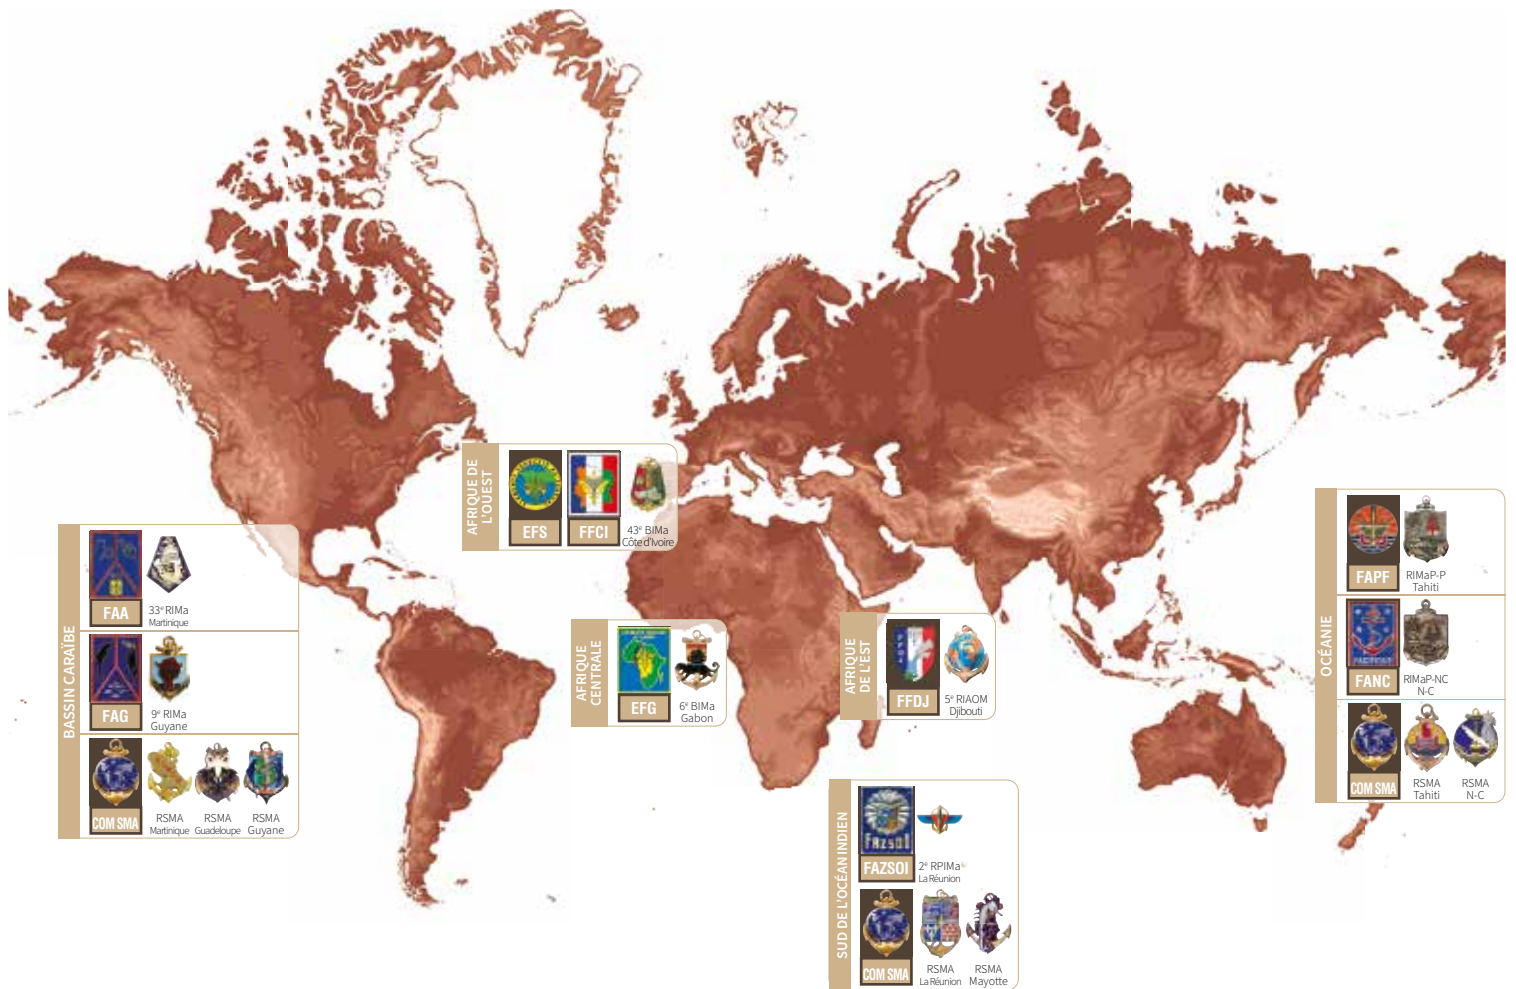 AFRIQUE DE
L'OUEST
EFS
FFCI
43e BIMa
Côte d'Ivoire
BASSIN CARAÏBE
FAA
33e RIMa
Martinique
FAG
9e RIMa
Guyane
COM SMA
RSMA
Martinique
RSMA
Guadeloupe
RSMA
Guyane
AFRIQUE
CENTRALE
EFG
6e BIMa
Gabon
AFRIQUE
DE L'EST
FFDJ
5e RIAOM
Djibouti
SUD DE L'OCÉAN INDIEN
FAZSOI
FAZSOI
2e RPIMa
La Réunion
COM SMA
RSMA
La Réunion
RSMA
Mayotte
OCÉANIE
FAPF
RIMaP-P
Tahiti
FANC
RIMaP-NC
N-C
COM SMA
RSMA
Tahiti
RSMA
N-C